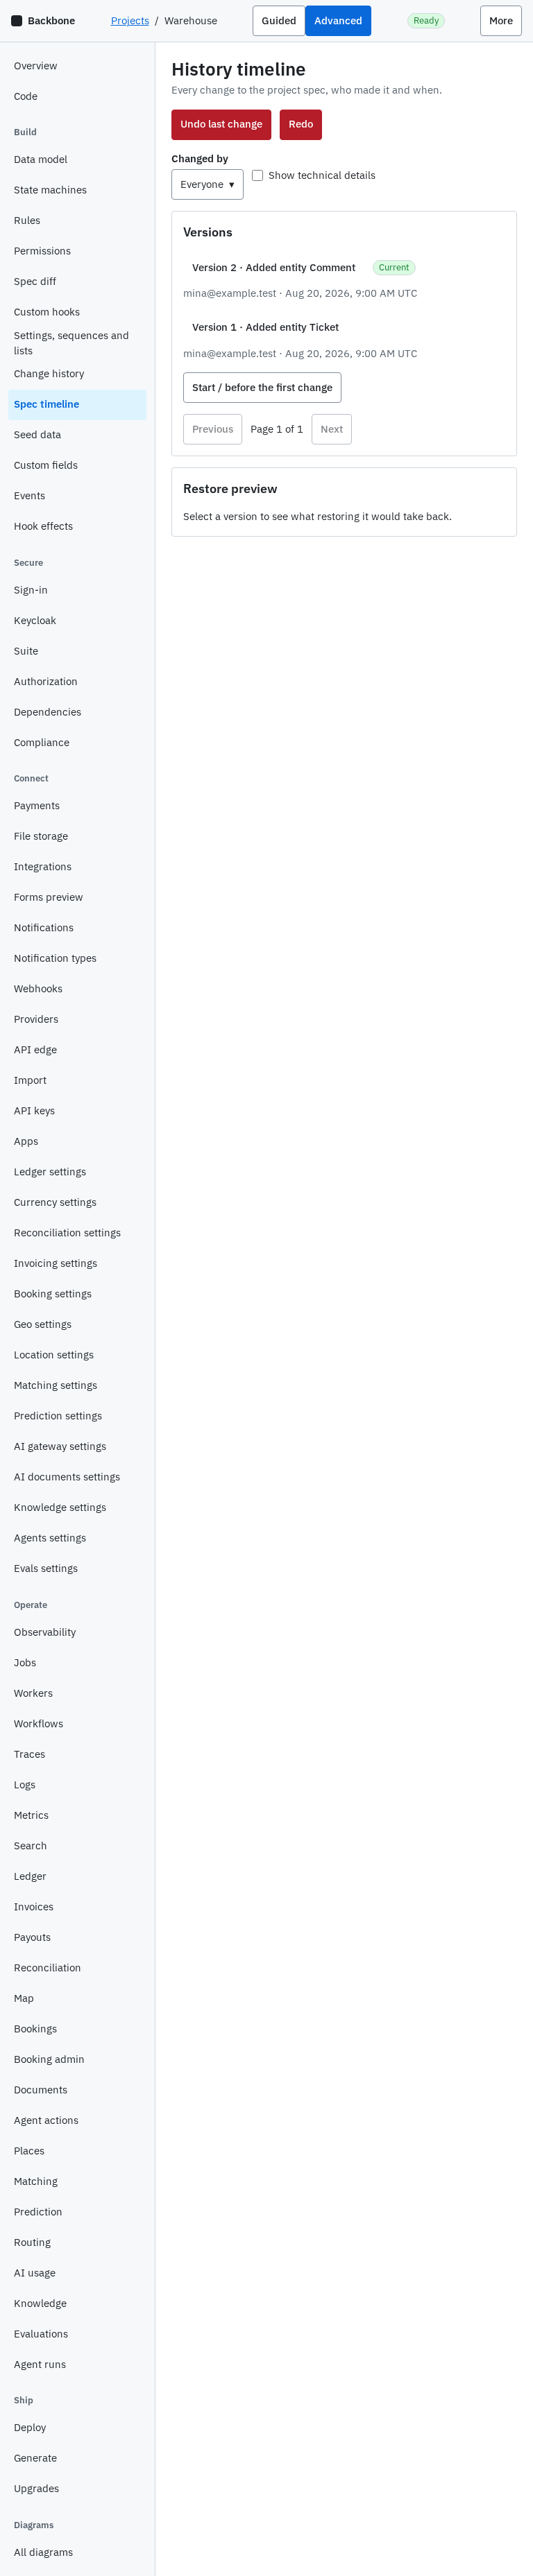 Backbone
Projects / Warehouse
Guided
Advanced
Ready
More
Overview
Code
Build
Data model
State machines
Rules
Permissions
Spec diff
Custom hooks
Settings, sequences and
lists
Change history
Spec timeline
Seed data
Custom fields
Events
Hook effects
Secure
Sign-in
Keycloak
Suite
Authorization
Dependencies
Compliance
Connect
Payments
File storage
Integrations
Forms preview
Notifications
Notification types
Webhooks
Providers
API edge
Import
API keys
Apps
Ledger settings
Currency settings
Reconciliation settings
Invoicing settings
Booking settings
Geo settings
Location settings
Matching settings
Prediction settings
AI gateway settings
AI documents settings
Knowledge settings
Agents settings
Evals settings
Operate
Observability
Jobs
Workers
Workflows
Traces
Logs
Metrics
Search
Ledger
Invoices
Payouts
Reconciliation
Map
Bookings
Booking admin
Documents
Agent actions
Places
Matching
Prediction
Routing
AI usage
Knowledge
Evaluations
Agent runs
Ship
Deploy
Generate
Upgrades
Diagrams
All diagrams
History timeline
Every change to the project spec, who made it and when.
Undo last change
Redo
Changed by
Everyone ▾
Show technical details
Versions
Version 2 · Added entity Comment
Current
mina@example.test · Aug 20, 2026, 9:00 AM UTC
Version 1 · Added entity Ticket
mina@example.test · Aug 20, 2026, 9:00 AM UTC
Start / before the first change
Previous
Page 1 of 1
Next
Restore preview
Select a version to see what restoring it would take back.